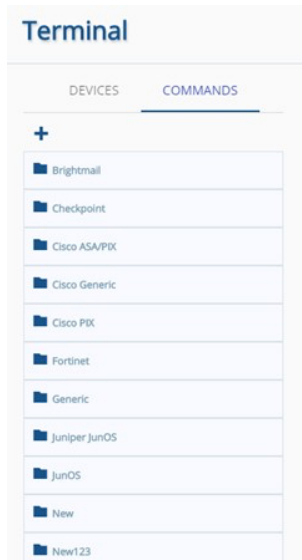 Terminal
DEVICES COMMANDS
+
Brightmail
Checkpoint
Cisco ASA/PIX
Cisco Generic
Cisco PIX
Fortinet
Generic
Juniper JunOS
JunOS
New
New123